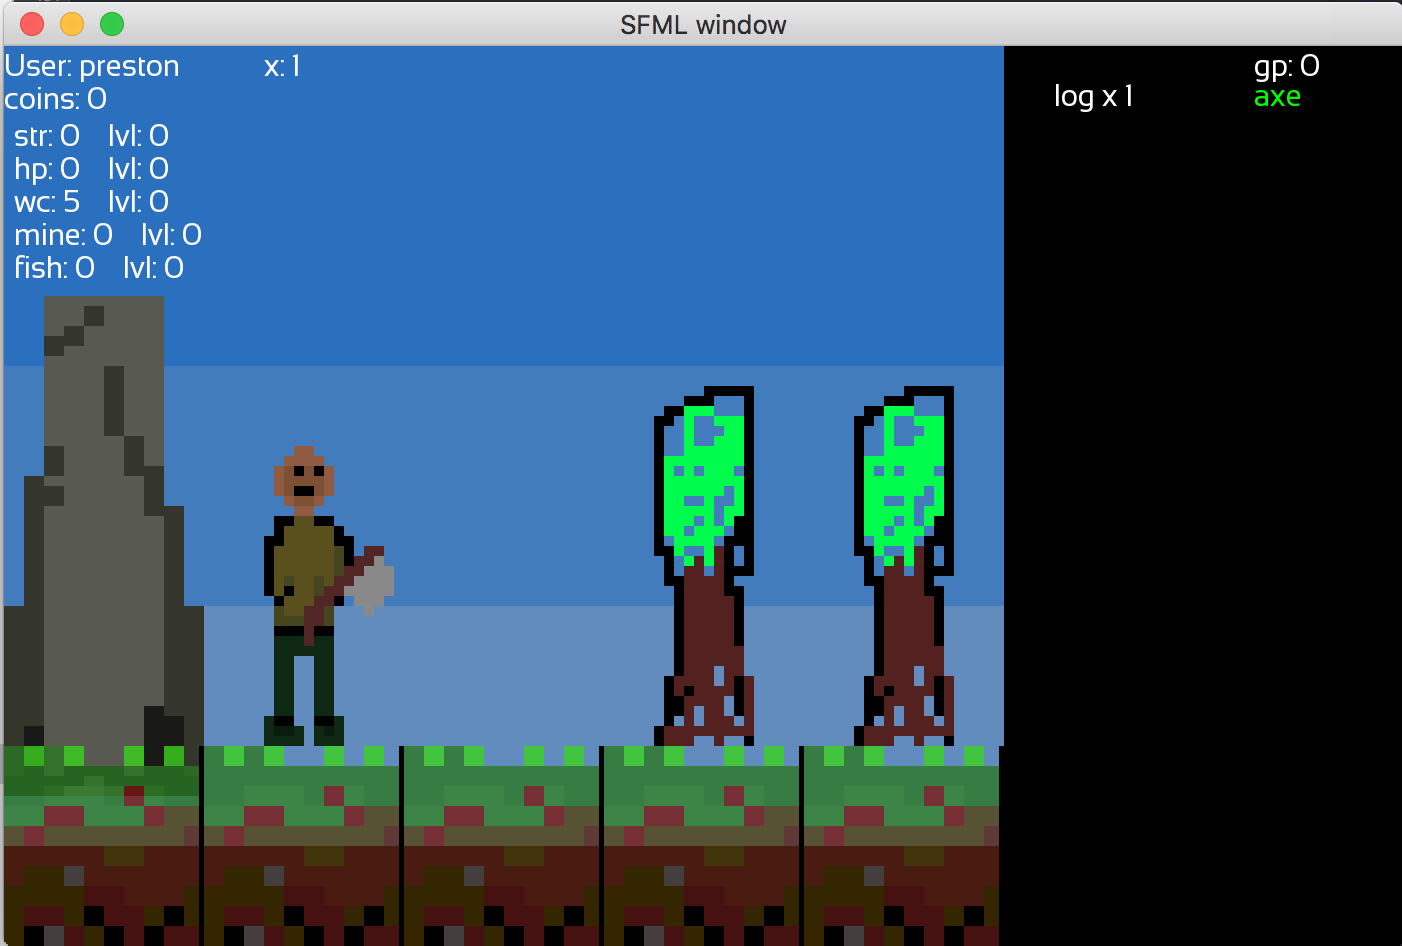 SFML window
User: preston x: 1
coins: 0
str: 0 lvl: 0
hp: 0 lvl: 0
wc: 5 lvl: 0
mine: 0 lvl: 0
fish: 0 lvl: 0
gp: 0
log x 1 axe